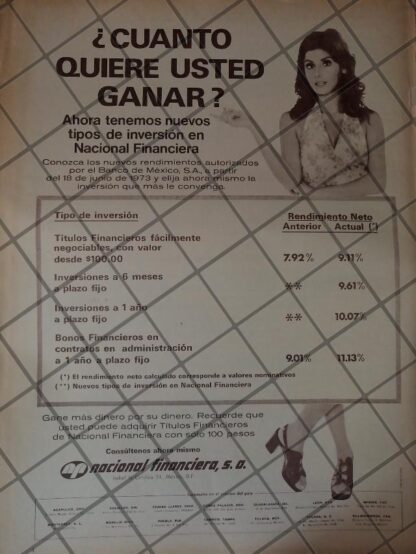 ¿CUANTO
QUIERE USTED
GANAR?
Ahora tenemos nuevos
tipos de inversión en
Nacional Financiera
Conozca los nuevos rendimientos autorizados
por el Banco de México, S.A., a partir
del 18 de junio de 1973 y elija ahora mismo la
inversión que más le convenga.
Tipo de inversión Rendimiento Neto
Anterior Actual (*)
Títulos Financieros fácilmente
negociables, con valor
desde $100.00 7.92% 9.11%
Inversiones a 6 meses
a plazo fijo ** 9.61%
Inversiones a 1 año
a plazo fijo ** 10.07%
Bonos Financieros en
contratos en administración
a 1 año a plazo fijo 9.01% 11.13%
(*) El rendimiento neto calculado corresponde a valores nominativos
(**) Nuevos tipos de inversión en Nacional Financiera
Gane más dinero por su dinero. Recuerde que
usted puede adquirir Títulos Financieros
de Nacional Financiera con sólo 100 pesos
Consúltenos ahora mismo
nacional financiera, s.a.